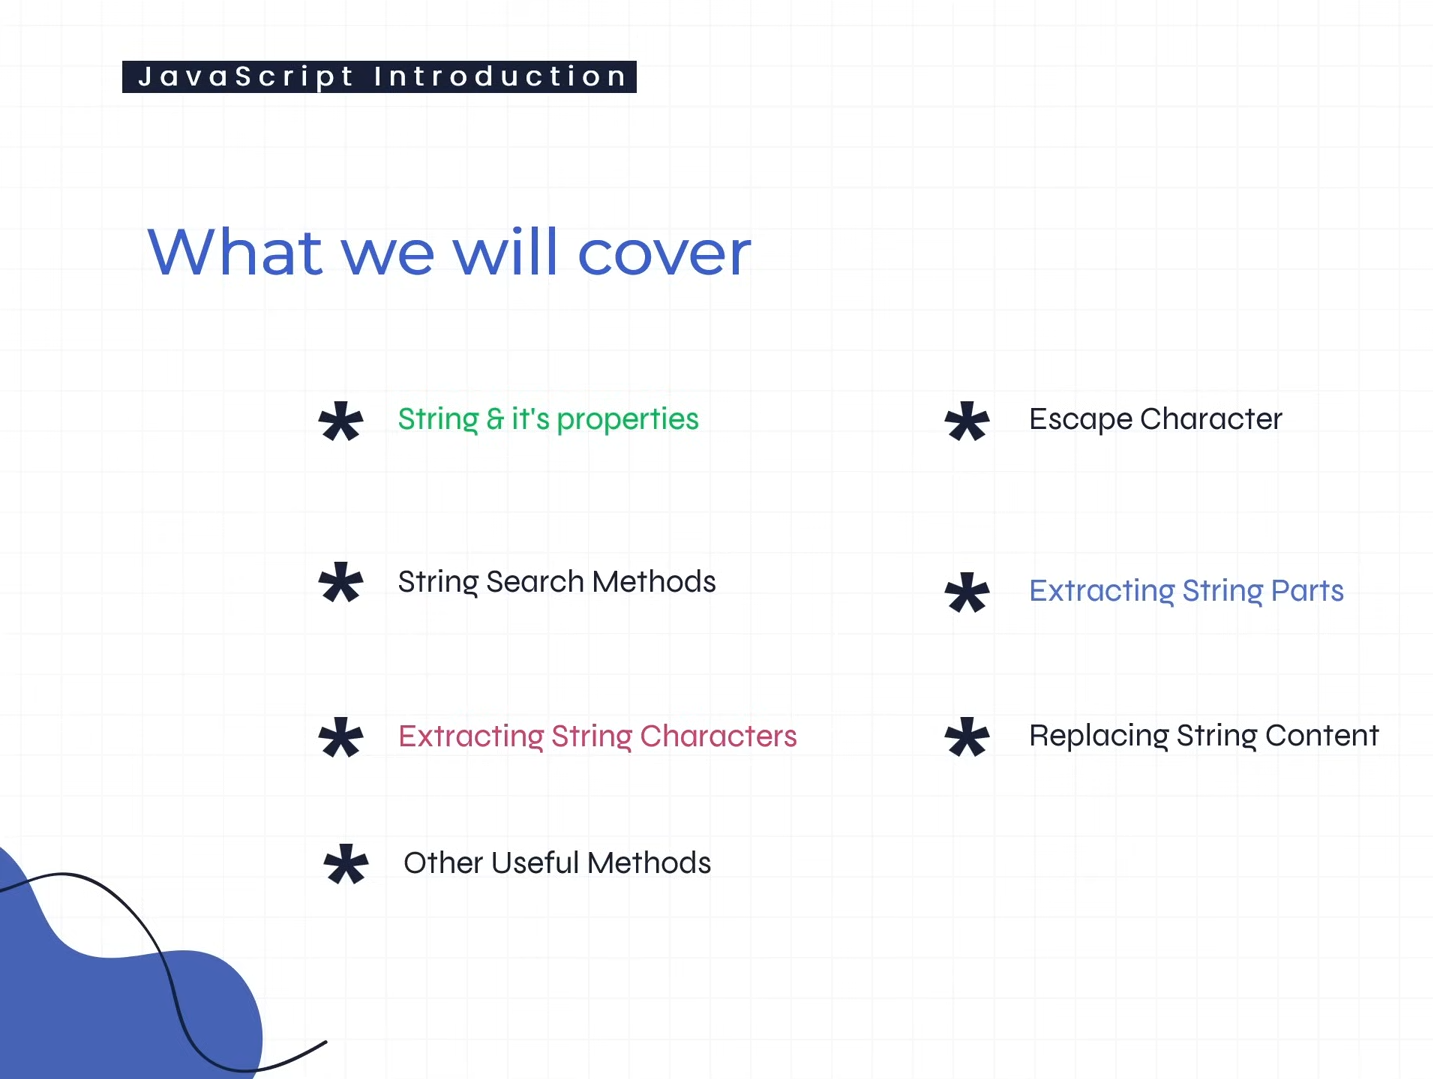 JavaScript Introduction
What we will cover
* String & it's properties
* Escape Character
* String Search Methods
* Extracting String Parts
* Extracting String Characters
* Replacing String Content
* Other Useful Methods